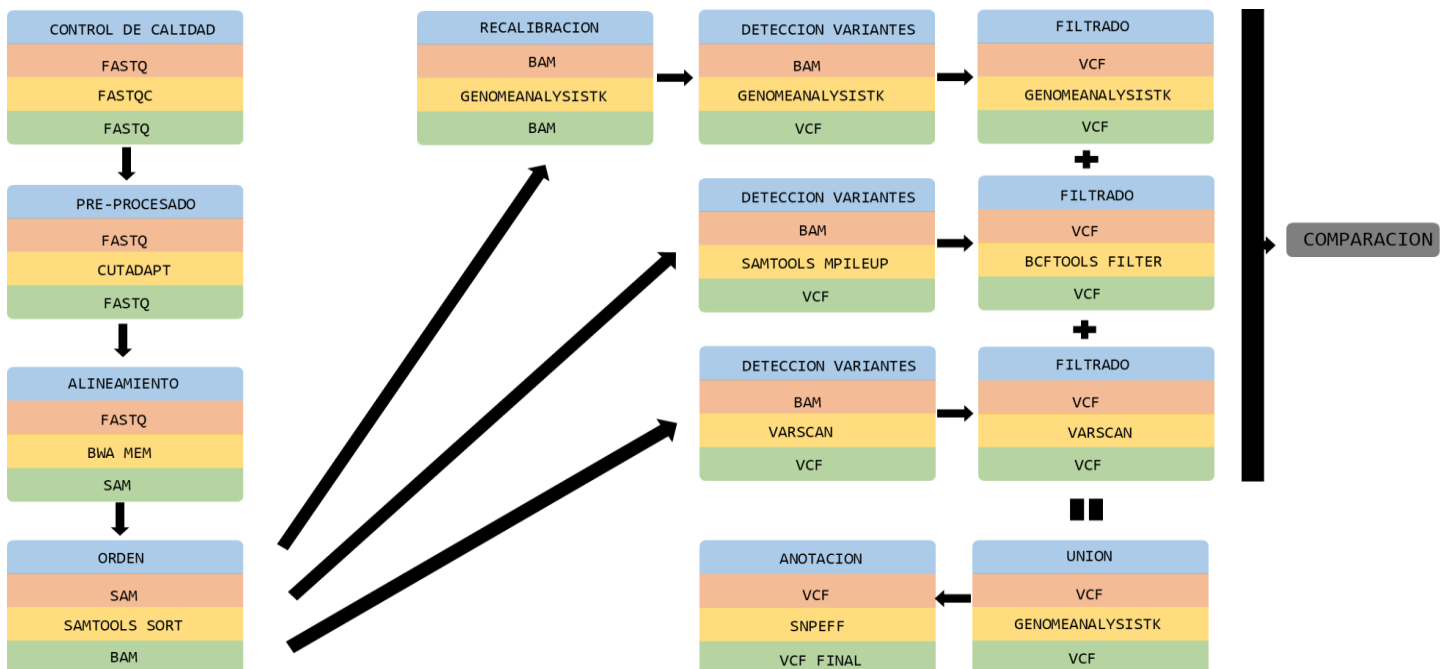 CONTROL DE CALIDAD
FASTQ
FASTQC
FASTQ
PRE-PROCESADO
FASTQ
CUTADAPT
FASTQ
ALINEAMIENTO
FASTQ
BWA MEM
SAM
ORDEN
SAM
SAMTOOLS SORT
BAM
RECALIBRACION
BAM
GENOMEANALYSISTK
BAM
DETECCION VARIANTES
BAM
GENOMEANALYSISTK
VCF
FILTRADO
VCF
GENOMEANALYSISTK
VCF
DETECCION VARIANTES
BAM
SAMTOOLS MPILEUP
VCF
FILTRADO
VCF
BCFTOOLS FILTER
VCF
DETECCION VARIANTES
BAM
VARSCAN
VCF
FILTRADO
VCF
VARSCAN
VCF
COMPARACION
UNION
VCF
GENOMEANALYSISTK
VCF
ANOTACION
VCF
SNPEFF
VCF FINAL